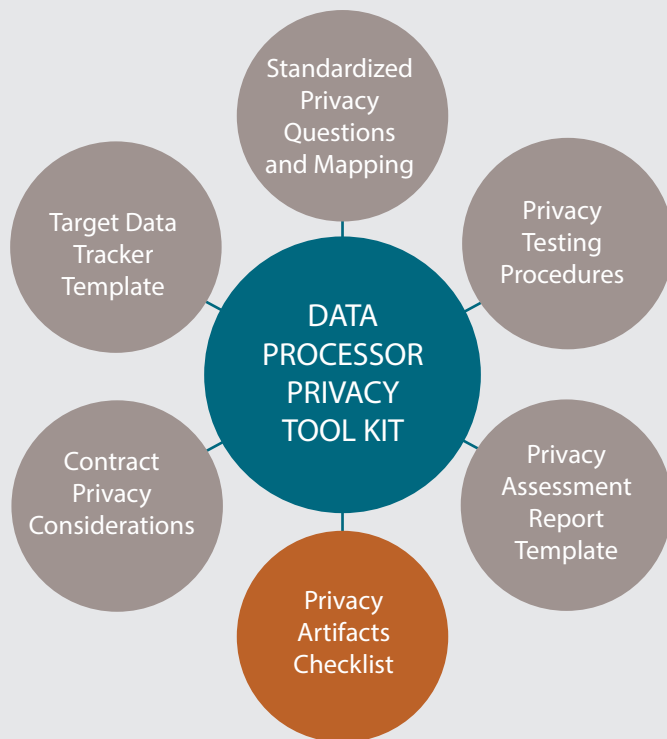 Standardized
Privacy
Questions
and Mapping
Target Data
Tracker
Template
Privacy
Testing
Procedures
DATA
PROCESSOR
PRIVACY
TOOL KIT
Contract
Privacy
Considerations
Privacy
Assessment
Report
Template
Privacy
Artifacts
Checklist